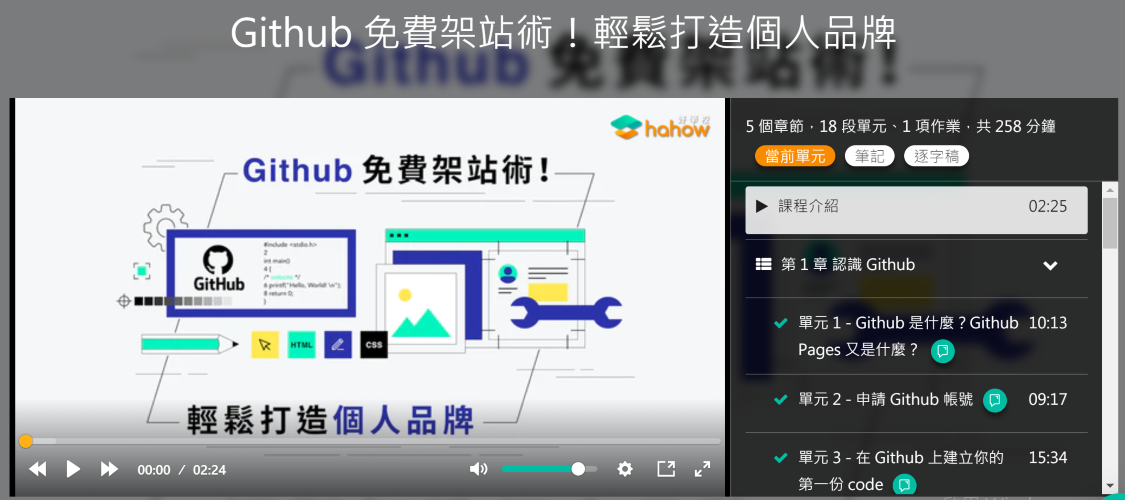 Github 免費架站術！輕鬆打造個人品牌
好學校
hahow
Github 免費架站術!
GitHub
#include <stdio.h>
2
int main()
4 {
/* website */
6 printf("Hello, World! \n");
8 return 0;
}
HTML
CSS
輕鬆打造個人品牌
00:00 / 02:24
5 個章節．18 段單元、1 項作業．共 258 分鐘
當前單元
筆記
逐字稿
課程介紹 02:25
第 1 章 認識 Github
單元 1 - Github 是什麼？Github 10:13
Pages 又是什麼？
單元 2 - 申請 Github 帳號 09:17
單元 3 - 在 Github 上建立你的 15:34
第一份 code